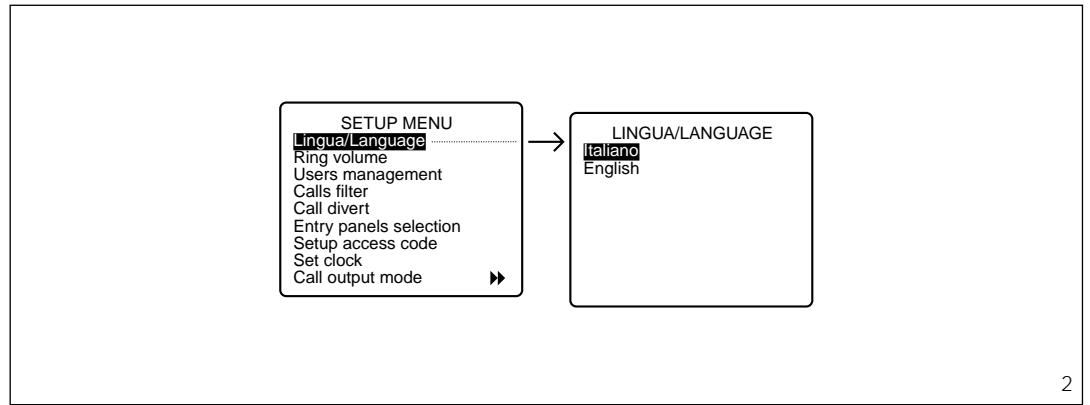 SETUP MENU
Lingua/Language
Ring volume
Users management
Calls filter
Call divert
Entry panels selection
Setup access code
Set clock
Call output mode
LINGUA/LANGUAGE
Italiano
English
2